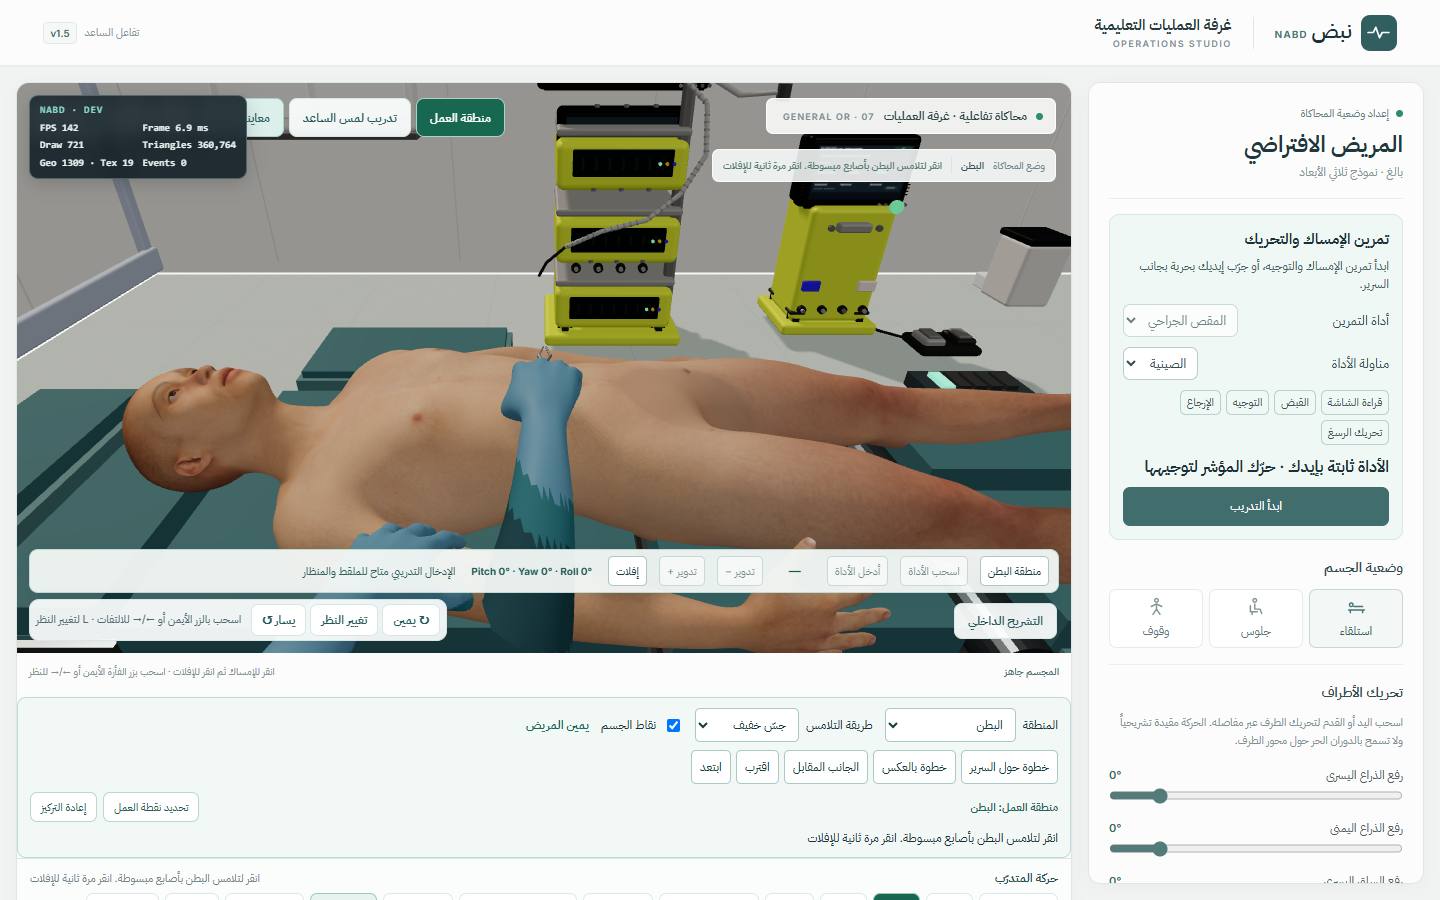 نبض NABD
غرفة العمليات التعليمية
OPERATIONS STUDIO
تفاعل الساعد
v1.5
إعداد وضعية المحاكاة
المريض الافتراضي
بالغ · نموذج ثلاثي الأبعاد
تمرين الإمساك والتحريك
ابدأ تمرين الإمساك والتوجيه، أو جرّب إيديك بحرية بجانب
السرير.
أداة التمرين
المقص الجراحي
مناولة الأداة
الصينية
قراءة الشاشة
القبض
التوجيه
الإرجاع
تحريك الرسغ
الأداة ثابتة بإيدك · حرّك المؤشر لتوجيهها
ابدأ التدريب
وضعية الجسم
استلقاء
جلوس
وقوف
تحريك الأطراف
اسحب اليد أو القدم لتحريك الطرف عبر مفاصله. الحركة مقيدة تشريحياً
ولا تسمح بالدوران الحر حول محور الطرف.
رفع الذراع اليسرى
0°
رفع الذراع اليمنى
0°
رفع الساق اليسرى
0°
محاكاة تفاعلية · غرفة العمليات GENERAL OR · 07
وضع المحاكاة البطن انقر لتلامس البطن بأصابع مبسوطة. انقر مرة ثانية للإفلات
منطقة العمل
تدريب لمس الساعد
NABD · DEV
FPS 142 Frame 6.9 ms
Draw 721 Triangles 360,764
Geo 1309 · Tex 19 Events 0
منطقة البطن
اسحب الأداة
أدخل الأداة
—
تدوير −
تدوير +
إفلات
Pitch 0° · Yaw 0° · Roll 0°
الإدخال التدريبي متاح للملقط والمنظار
التشريح الداخلي
↻ يمين
تغيير النظر
يسار ↺
اسحب بالزر الأيمن أو ←/→ للالتفات · L لتغيير النظر
المجسم جاهز
انقر للإمساك ثم انقر للإفلات · اسحب بزر الفأرة الأيمن أو ←/→ للنظر
المنطقة
البطن
طريقة التلامس
جسّ خفيف
نقاط الجسم
يمين المريض
خطوة حول السرير
خطوة بالعكس
الجانب المقابل
اقترب
ابتعد
منطقة العمل: البطن
تحديد نقطة العمل
إعادة التركيز
انقر لتلامس البطن بأصابع مبسوطة. انقر مرة ثانية للإفلات
حركة المتدرّب
انقر لتلامس البطن بأصابع مبسوطة. انقر مرة ثانية للإفلات